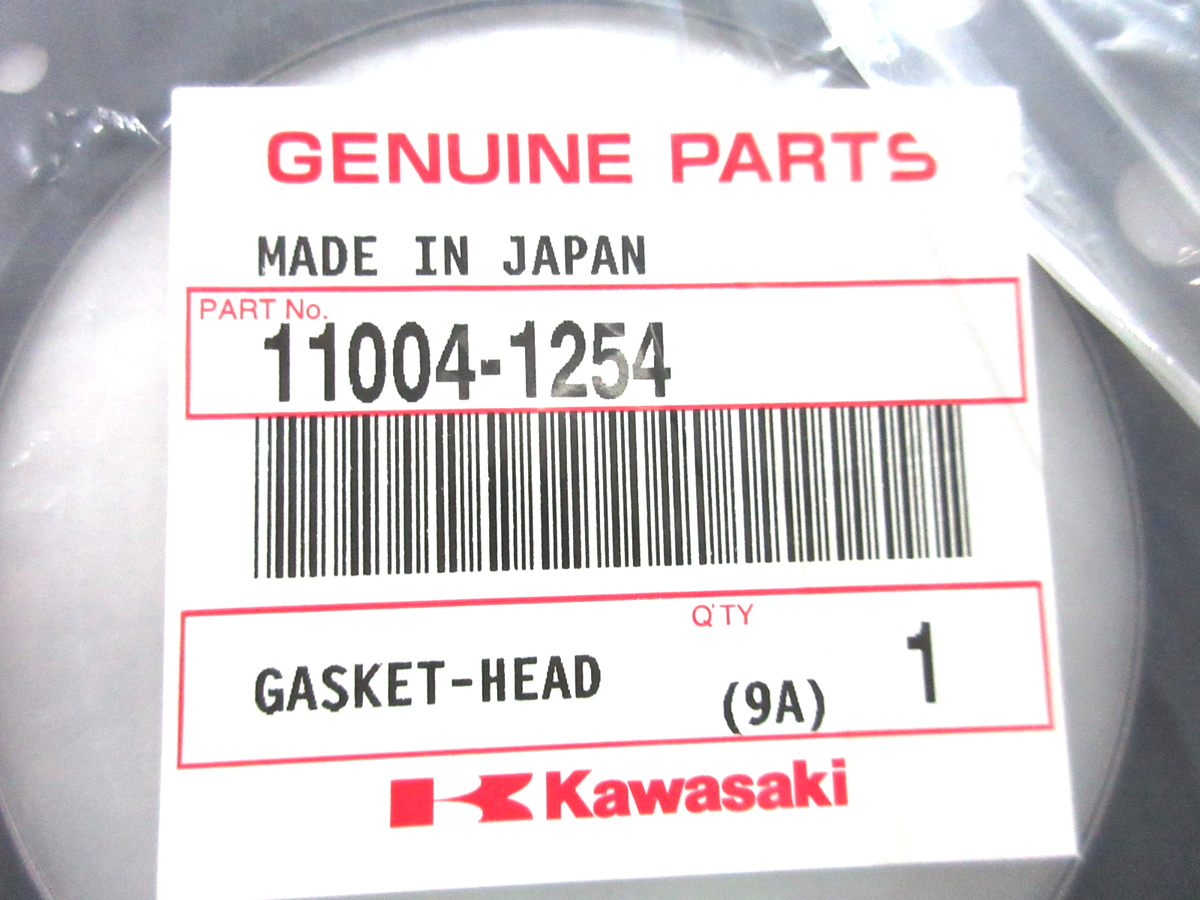 GENUINE PARTS
MADE IN JAPAN
PART No.
11004-1254
Q'TY
GASKET-HEAD (9A) 1
Kawasaki